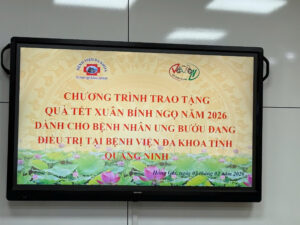 CHƯƠNG TRÌNH TRAO TẶNG
QUÀ TẾT XUÂN BÍNH NGỌ NĂM 2026
DÀNH CHO BỆNH NHÂN UNG BƯỚU ĐANG
ĐIỀU TRỊ TẠI BỆNH VIỆN ĐA KHOA TỈNH
QUẢNG NINH